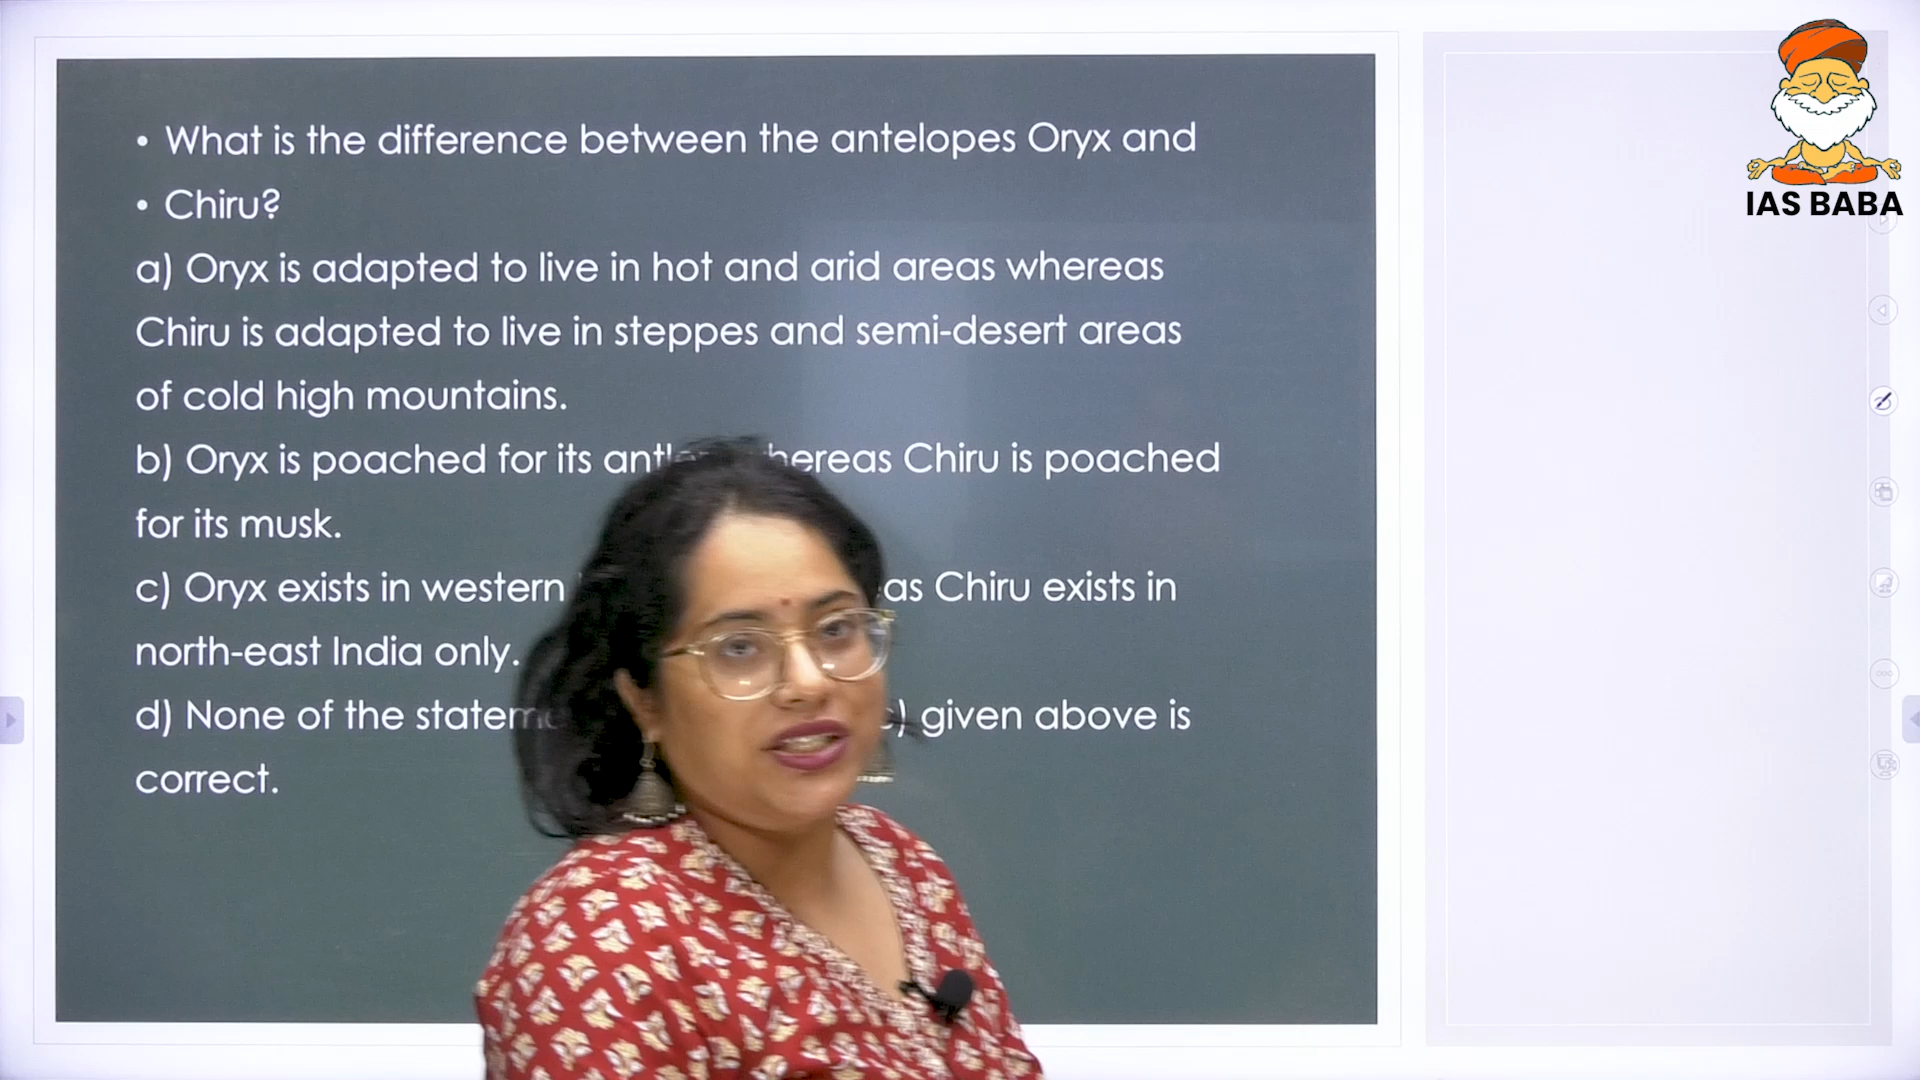 • What is the difference between the antelopes Oryx and
• Chiru?
a) Oryx is adapted to live in hot and arid areas whereas
Chiru is adapted to live in steppes and semi-desert areas
of cold high mountains.
b) Oryx is poached for its Chiru is poached
for its musk.
c) Oryx exists in western as Chiru exists in
north-east India only.
d) None of the given above is
correct.
IAS BABA